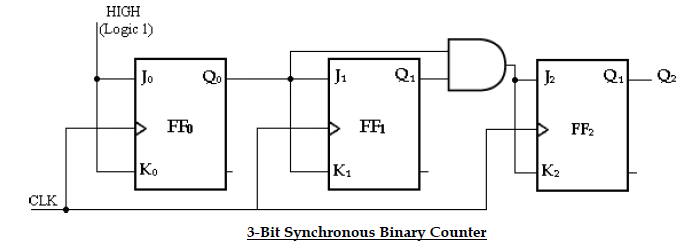 HIGH
(Logic 1)
J0 Q0 J1 Q1 J2 Q1 Q2
FF0 FF1 FF2
K0 K1 K2
CLK
3-Bit Synchronous Binary Counter